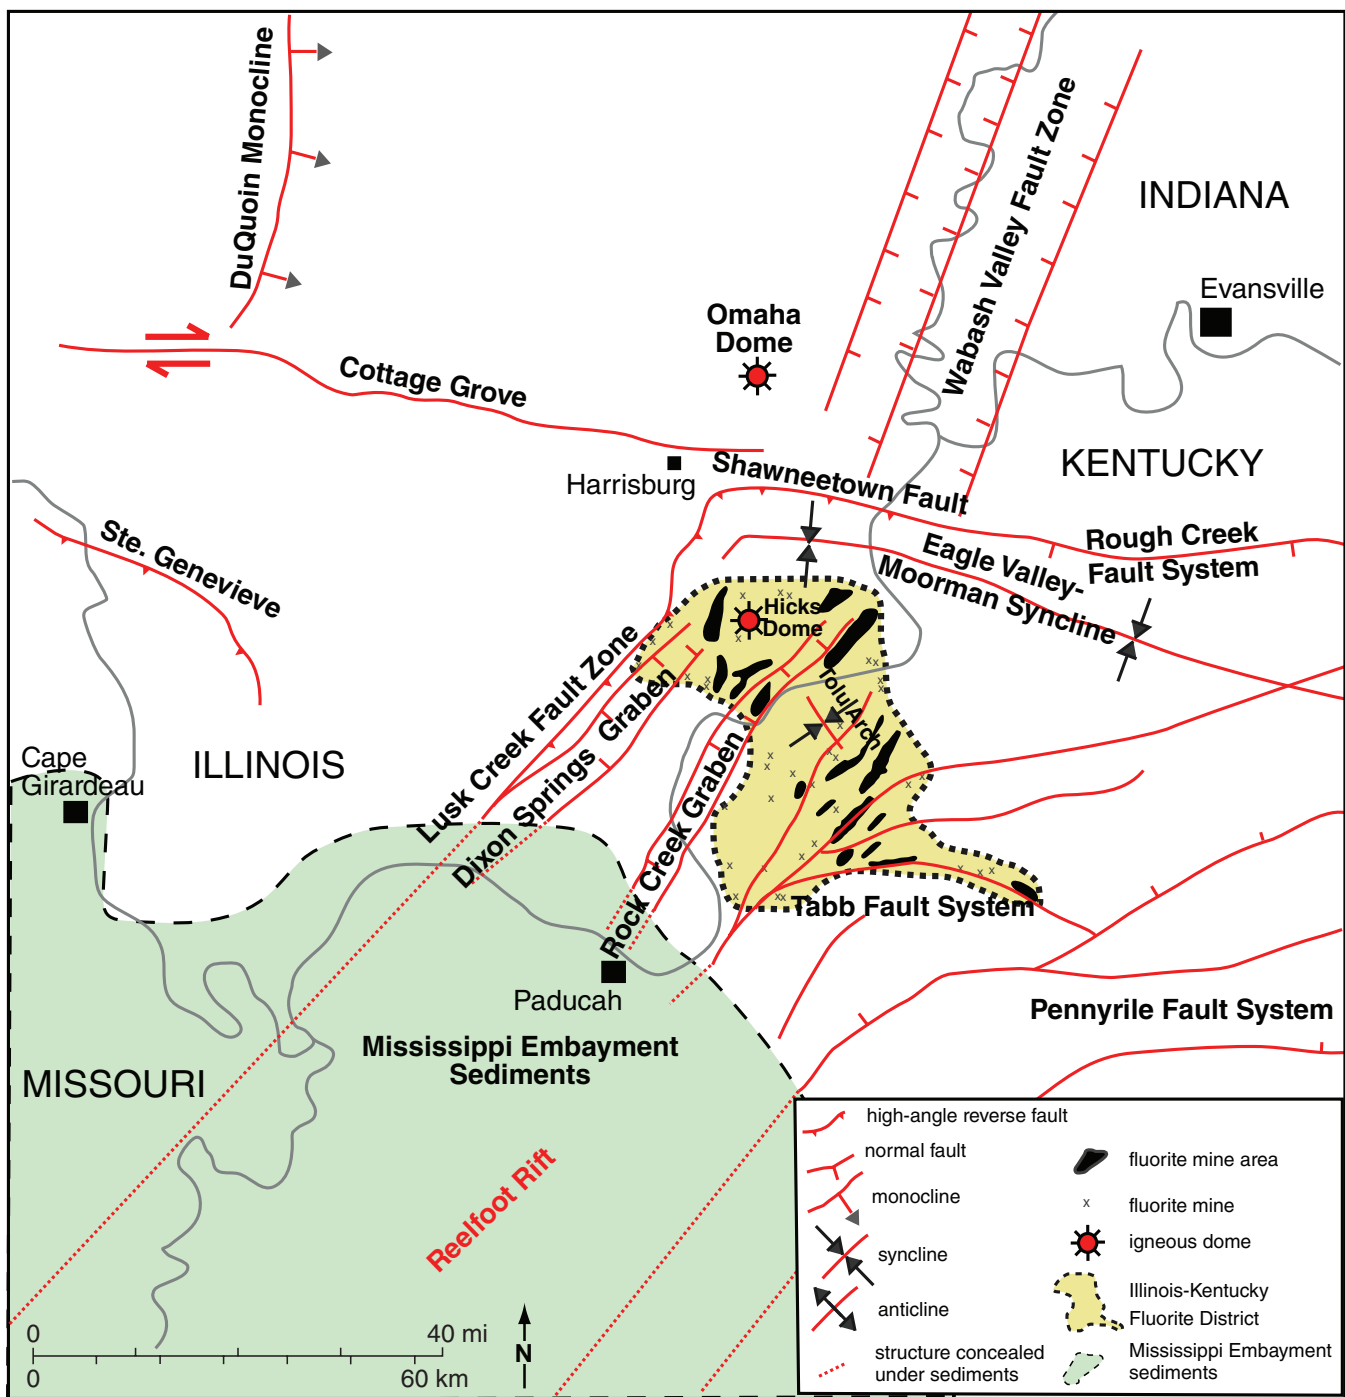 DuQuoin Monocline
Wabash Valley Fault Zone
INDIANA
Evansville
Omaha
Dome
Cottage Grove
KENTUCKY
Harrisburg
Shawneetown Fault
Rough Creek
Fault System
Eagle Valley-
Moorman Syncline
Ste. Genevieve
Hicks
Dome
Tolu Arch
Lusk Creek Fault Zone
Dixon Springs Graben
Rock Creek Graben
Cape
Girardeau
ILLINOIS
Tabb Fault System
Paducah
Pennyrile Fault System
Mississippi Embayment
Sediments
MISSOURI
Reelfoot Rift
0
40 mi
0
60 km
N
high-angle reverse fault
normal fault
monocline
syncline
anticline
structure concealed
under sediments
fluorite mine area
x fluorite mine
igneous dome
Illinois-Kentucky
Fluorite District
Mississippi Embayment
sediments